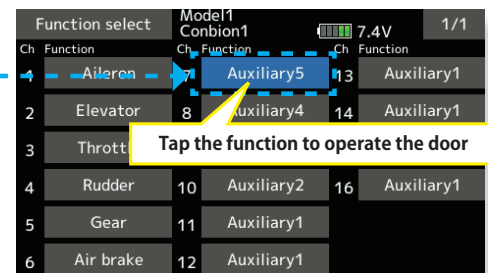 Function select
Model1
Conbion1
7.4V
1/1
Ch Function
Ch Function
Ch Function
Aileron
7 Auxiliary5
13 Auxiliary1
2 Elevator
8 Auxiliary4
14 Auxiliary1
3 Thrott
Tap the function to operate the door
4 Rudder
10 Auxiliary2
16 Auxiliary1
5 Gear
11 Auxiliary1
6 Air brake
12 Auxiliary1